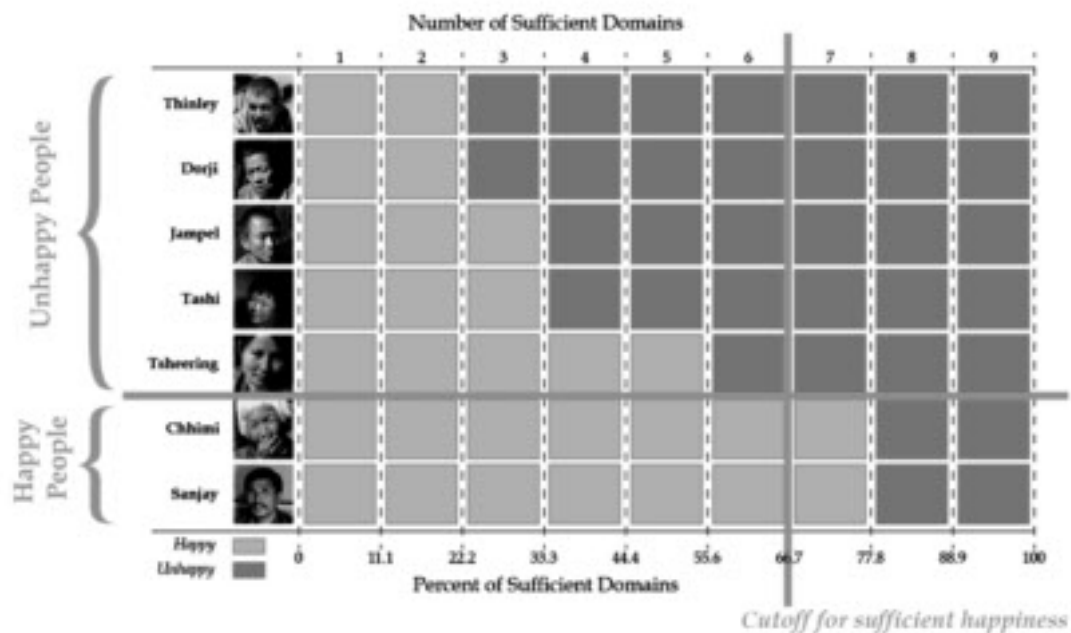 Number of Sufficient Domains
1 2 3 4 5 6 7 8 9
Unhappy People
Thinley
Dorji
Jampel
Tashi
Tsheering
Happy
People
Chhimi
Sanjay
Happy
Unhappy
0 11.1 22.2 33.3 44.4 55.6 66.7 77.8 88.9 100
Percent of Sufficient Domains
Cutoff for sufficient happiness